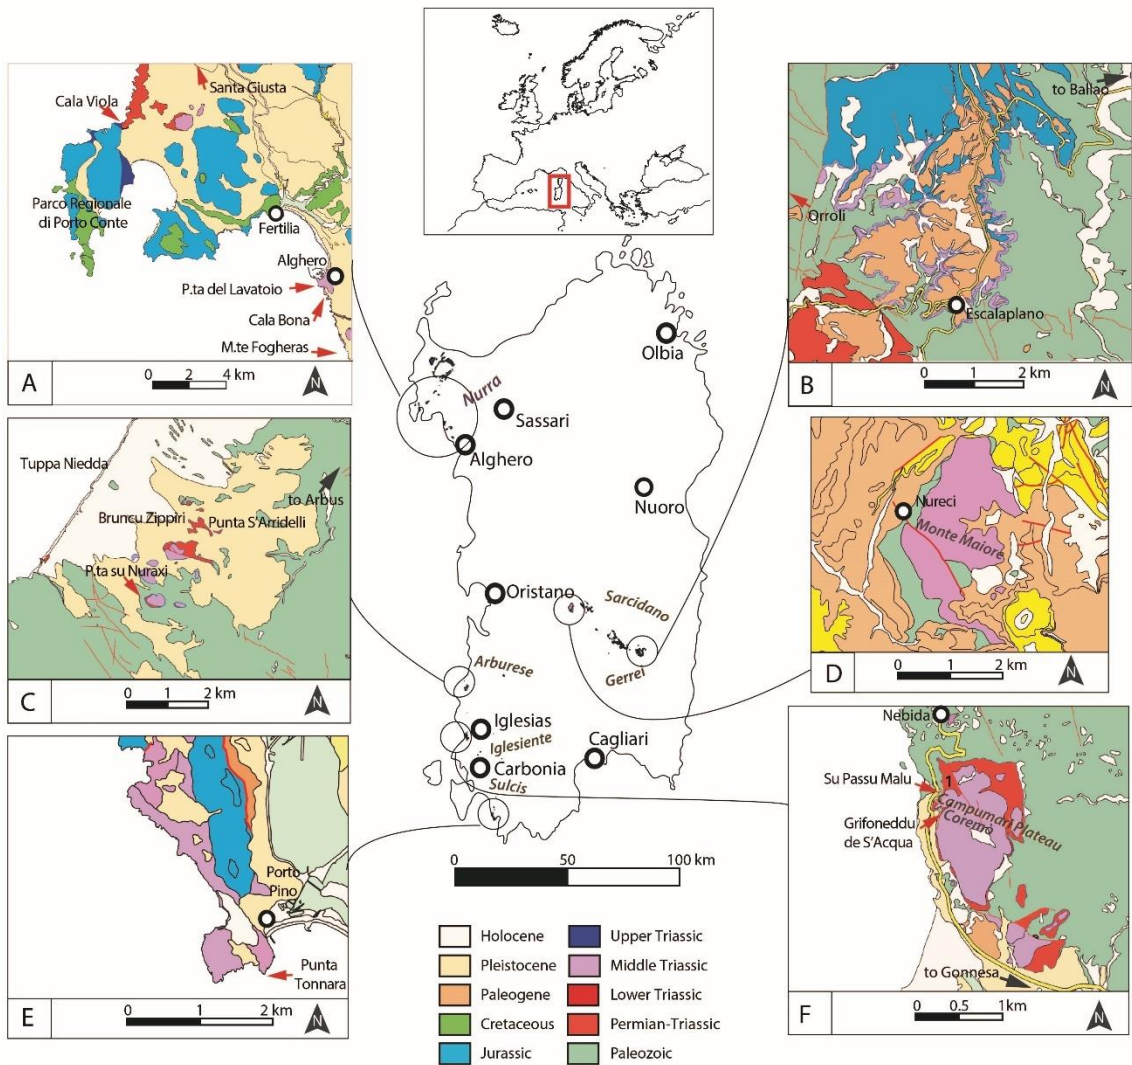 Cala Viola
Santa Giusta
Parco Regionale
di Porto Conte
Fertilia
Alghero
P.ta del Lavatoio
Cala Bona
M.te Fogheras
A
0 2 4 km
N
to Ballao
Orroli
Escalaplano
B
0 1 2 km
N
Tuppa Niedda
to Arbus
Bruncu Zippiri
Punta S'Arridelli
P.ta su Nuraxi
C
0 1 2 km
N
Nureci
Monte Maiore
D
0 1 2 km
N
Porto
Pino
Punta
Tonnara
E
0 1 2 km
N
Nebida
Su Passu Malu
1
Campumari Plateau
Coremò
Grifoneddu
de S'Acqua
to Gonnesa
F
0 0.5 1km
N
Olbia
Nurra
Sassari
Alghero
Nuoro
Oristano
Sarcidano
Gerrei
Arburese
Iglesias
Iglesiente
Cagliari
Carbonia
Sulcis
0 50 100 km
Holocene
Pleistocene
Paleogene
Cretaceous
Jurassic
Upper Triassic
Middle Triassic
Lower Triassic
Permian-Triassic
Paleozoic